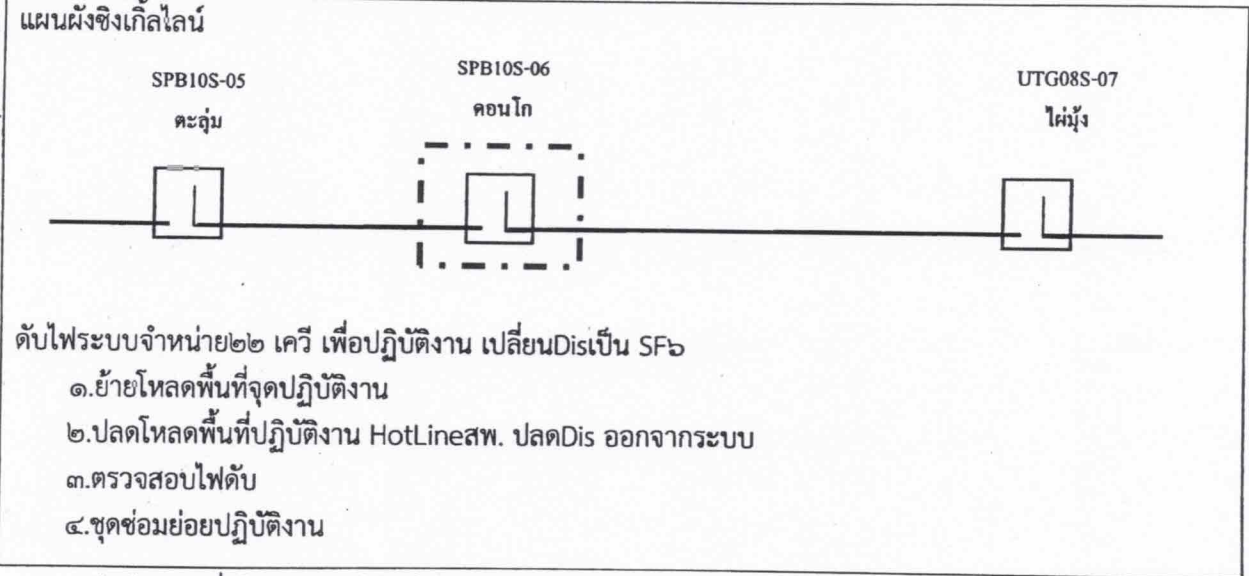 แผนผังซิงเกิ้ลไลน์
SPB10S-05
ตะลุ่ม
SPB10S-06
ดอนโก
UTG08S-07
ไผ่มุ้ง
ดับไฟระบบจำหน่าย๒๒ เควี เพื่อปฏิบัติงาน เปลี่ยนDisเป็น SF๖
๑.ย้ายโหลดพื้นที่จุดปฏิบัติงาน
๒.ปลดโหลดพื้นที่ปฏิบัติงาน HotLineสพ. ปลดDis ออกจากระบบ
๓.ตรวจสอบไฟดับ
๔.ชุดซ่อมย่อยปฏิบัติงาน